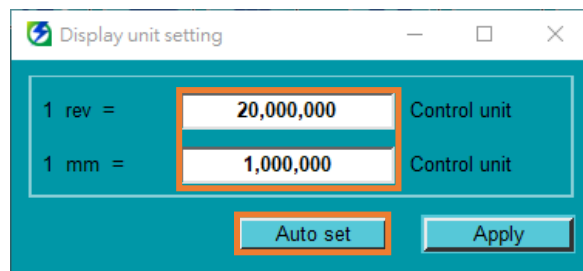 Display unit setting
1 rev = 20,000,000 Control unit
1 mm = 1,000,000 Control unit
Auto set Apply